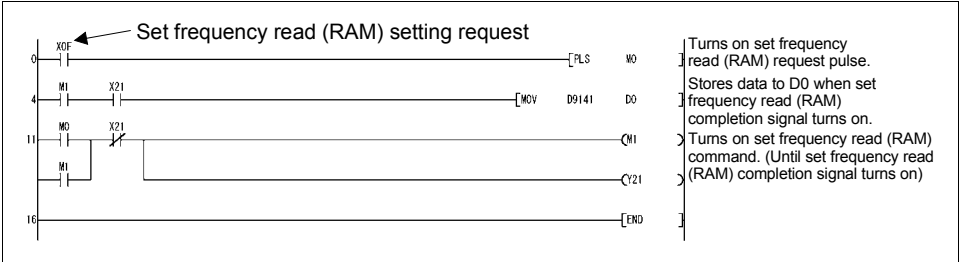 Set frequency read (RAM) setting request
X0F
0
PLS M0
Turns on set frequency
read (RAM) request pulse.
M1 X21
4
MOV D9141 D0
Stores data to D0 when set
frequency read (RAM)
completion signal turns on.
M0 X21
11
M1
Turns on set frequency read (RAM)
command. (Until set frequency read
(RAM) completion signal turns on)
M1
Y21
16
END